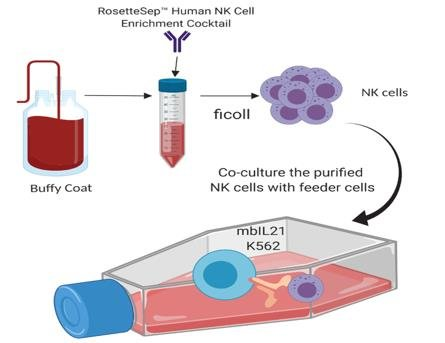 RosetteSep™ Human NK Cell
Enrichment Cocktail
Buffy Coat
ficoll
NK cells
Co-culture the purified
NK cells with feeder cells
mbIL21
K562